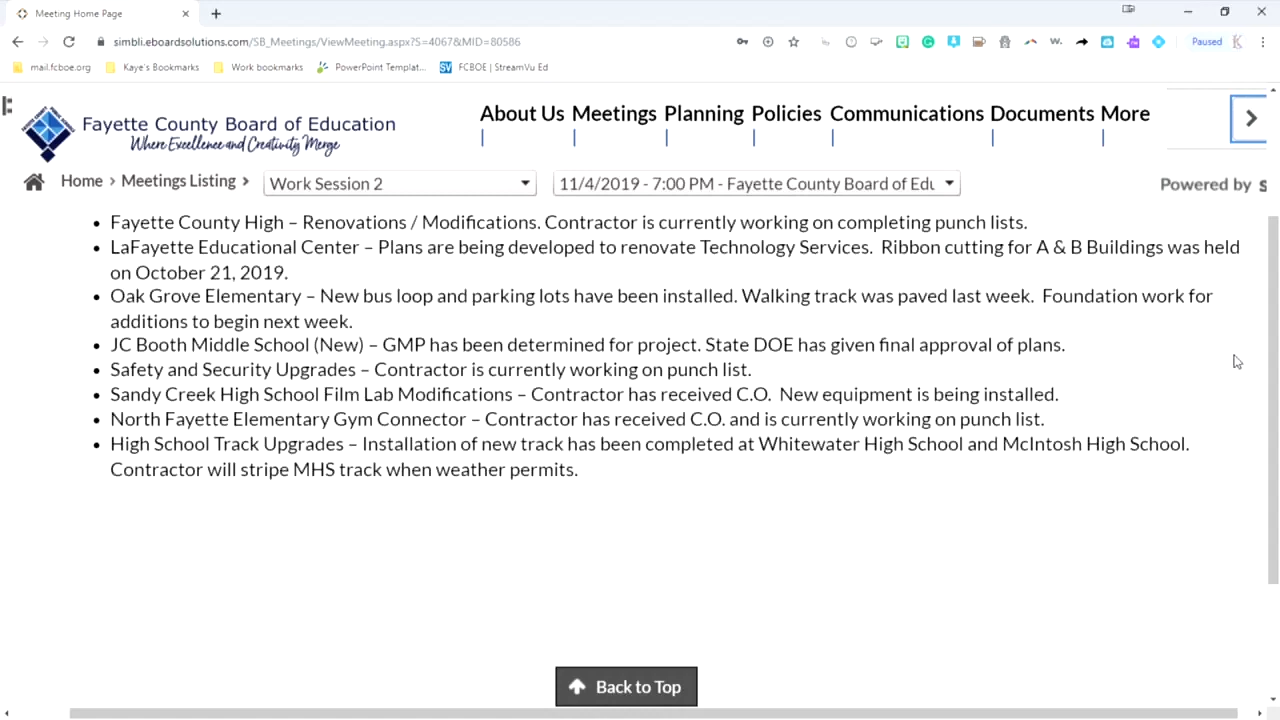 Meeting Home Page
simbli.eboardsolutions.com/SB_Meetings/ViewMeeting.aspx?S=4067&MID=80586
Paused
mail.fcboe.org Kaye's Bookmarks Work bookmarks PowerPoint Templat... SV FCBOE | StreamVu Ed
Fayette County Board of Education
Where Excellence and Creativity Merge
About Us Meetings Planning Policies Communications Documents More
Home > Meetings Listing > Work Session 2 11/4/2019 - 7:00 PM - Fayette County Board of Edu Powered by S
• Fayette County High – Renovations / Modifications. Contractor is currently working on completing punch lists.
• LaFayette Educational Center – Plans are being developed to renovate Technology Services. Ribbon cutting for A & B Buildings was held
on October 21, 2019.
• Oak Grove Elementary – New bus loop and parking lots have been installed. Walking track was paved last week. Foundation work for
additions to begin next week.
• JC Booth Middle School (New) – GMP has been determined for project. State DOE has given final approval of plans.
• Safety and Security Upgrades – Contractor is currently working on punch list.
• Sandy Creek High School Film Lab Modifications – Contractor has received C.O. New equipment is being installed.
• North Fayette Elementary Gym Connector – Contractor has received C.O. and is currently working on punch list.
• High School Track Upgrades – Installation of new track has been completed at Whitewater High School and McIntosh High School.
Contractor will stripe MHS track when weather permits.
Back to Top